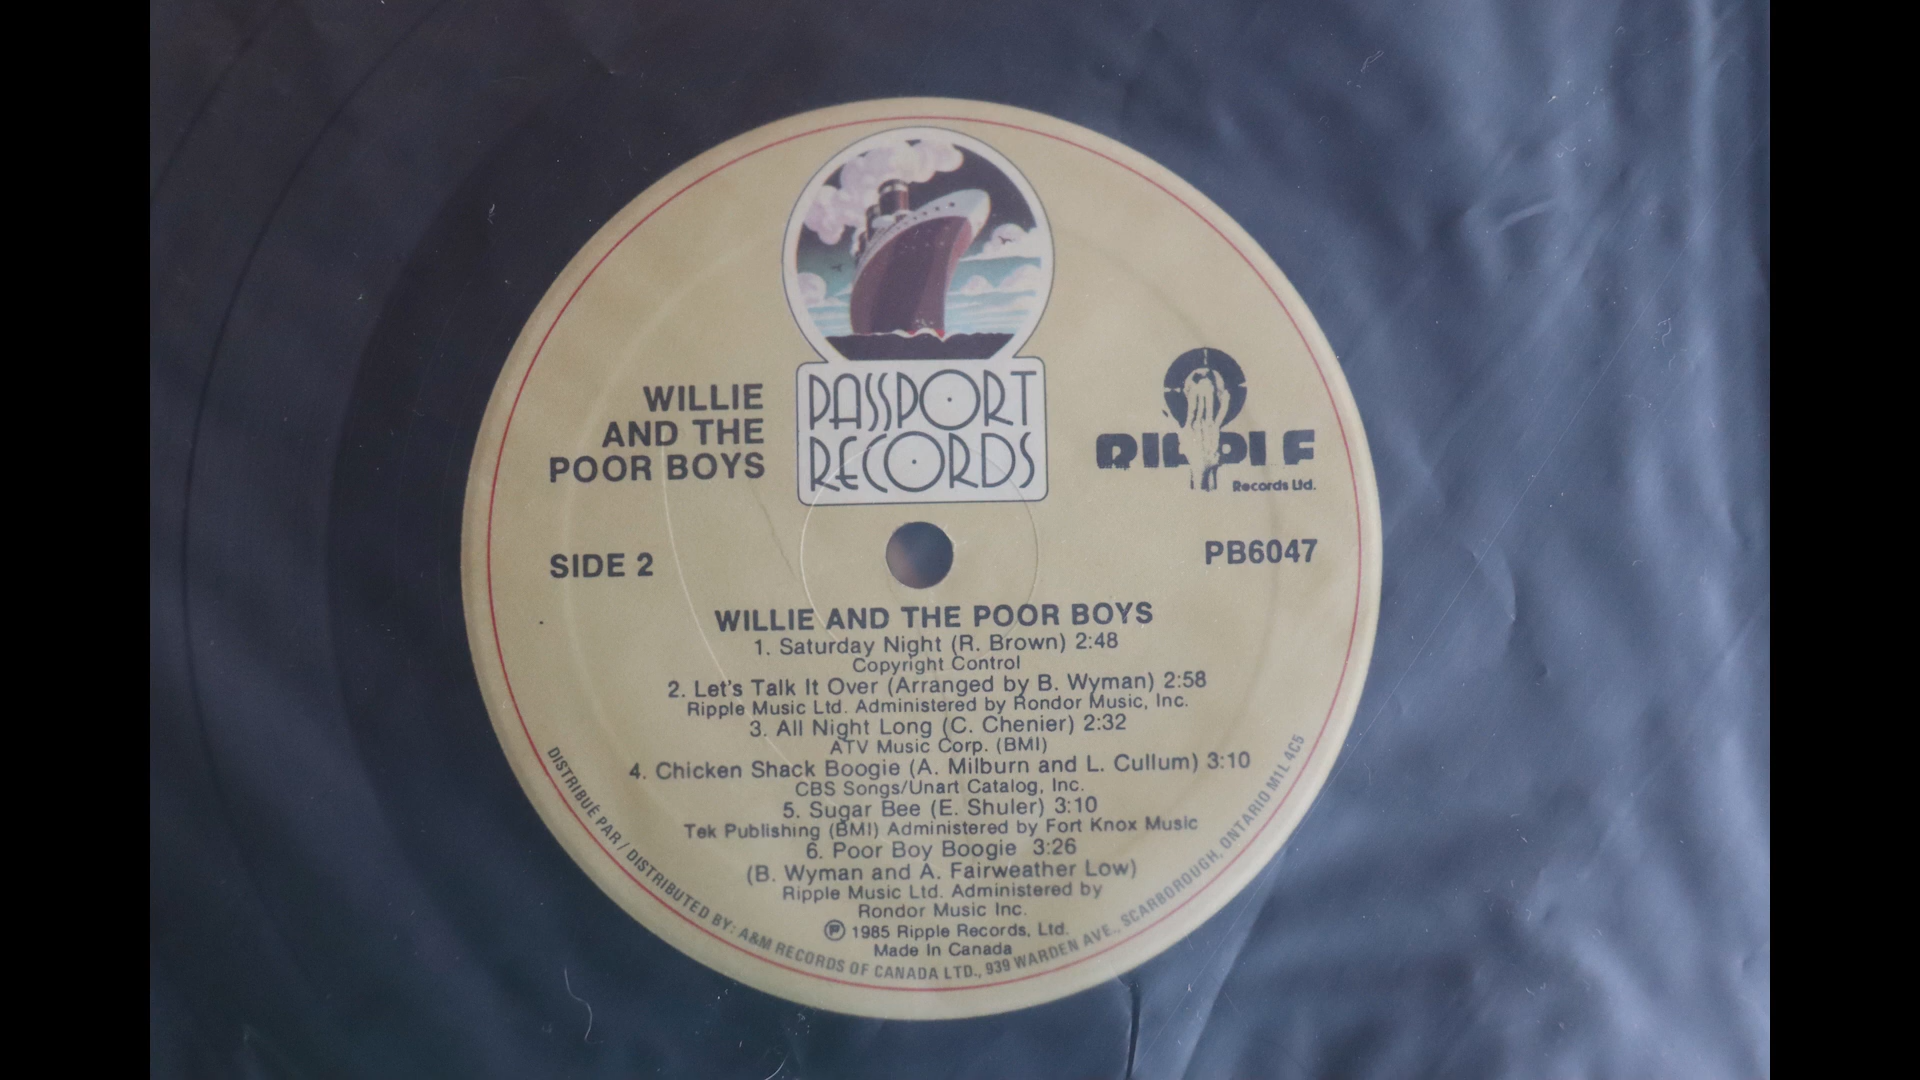 PASSPORT
RECORDS
WILLIE
AND THE
POOR BOYS
RIPPLE
Records Ltd.
SIDE 2
PB6047
WILLIE AND THE POOR BOYS
1. Saturday Night (R. Brown) 2:48
Copyright Control
2. Let's Talk It Over (Arranged by B. Wyman) 2:58
Ripple Music Ltd. Administered by Rondor Music, Inc.
3. All Night Long (C. Chenier) 2:32
ATV Music Corp. (BMI)
4. Chicken Shack Boogie (A. Milburn and L. Cullum) 3:10
CBS Songs/Unart Catalog, Inc.
5. Sugar Bee (E. Shuler) 3:10
Tek Publishing (BMI) Administered by Fort Knox Music
6. Poor Boy Boogie 3:26
(B. Wyman and A. Fairweather Low)
Ripple Music Ltd. Administered by
Rondor Music Inc.
℗ 1985 Ripple Records, Ltd.
Made In Canada
DISTRIBUÉ PAR / DISTRIBUTED BY: A&M RECORDS OF CANADA LTD., 939 WARDEN AVE., SCARBOROUGH, ONTARIO M1L 4C5